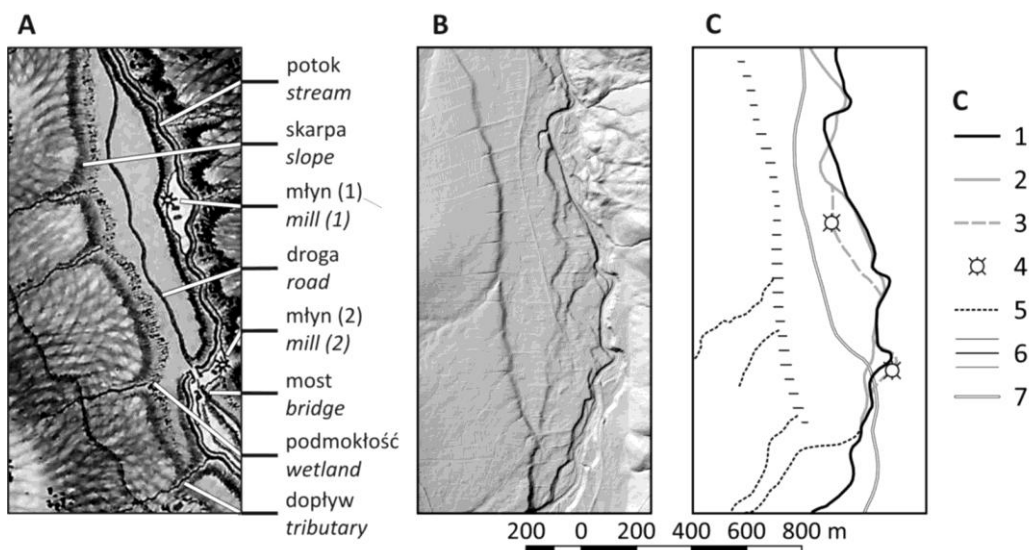 A
B
C
potok
stream
skarpa
slope
młyn (1)
mill (1)
droga
road
młyn (2)
mill (2)
most
bridge
podmokłość
wetland
dopływ
tributary
C
1
2
3
4
5
6
7
200 0 200 400 600 800 m